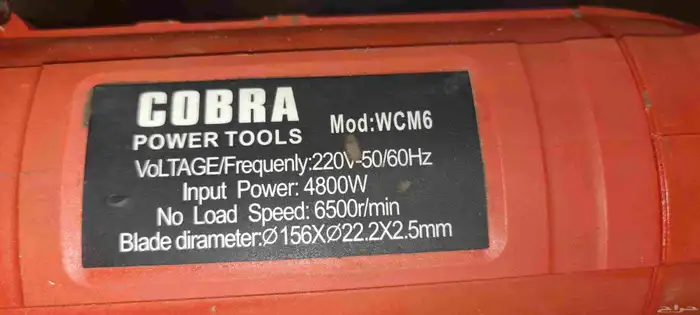 COBRA
POWER TOOLS
Mod:WCM6
VoLTAGE/Frequenly:220V-50/60Hz
Input Power: 4800W
No Load Speed: 6500r/min
Blade dirameter:Ø156XØ22.2X2.5mm
حراج